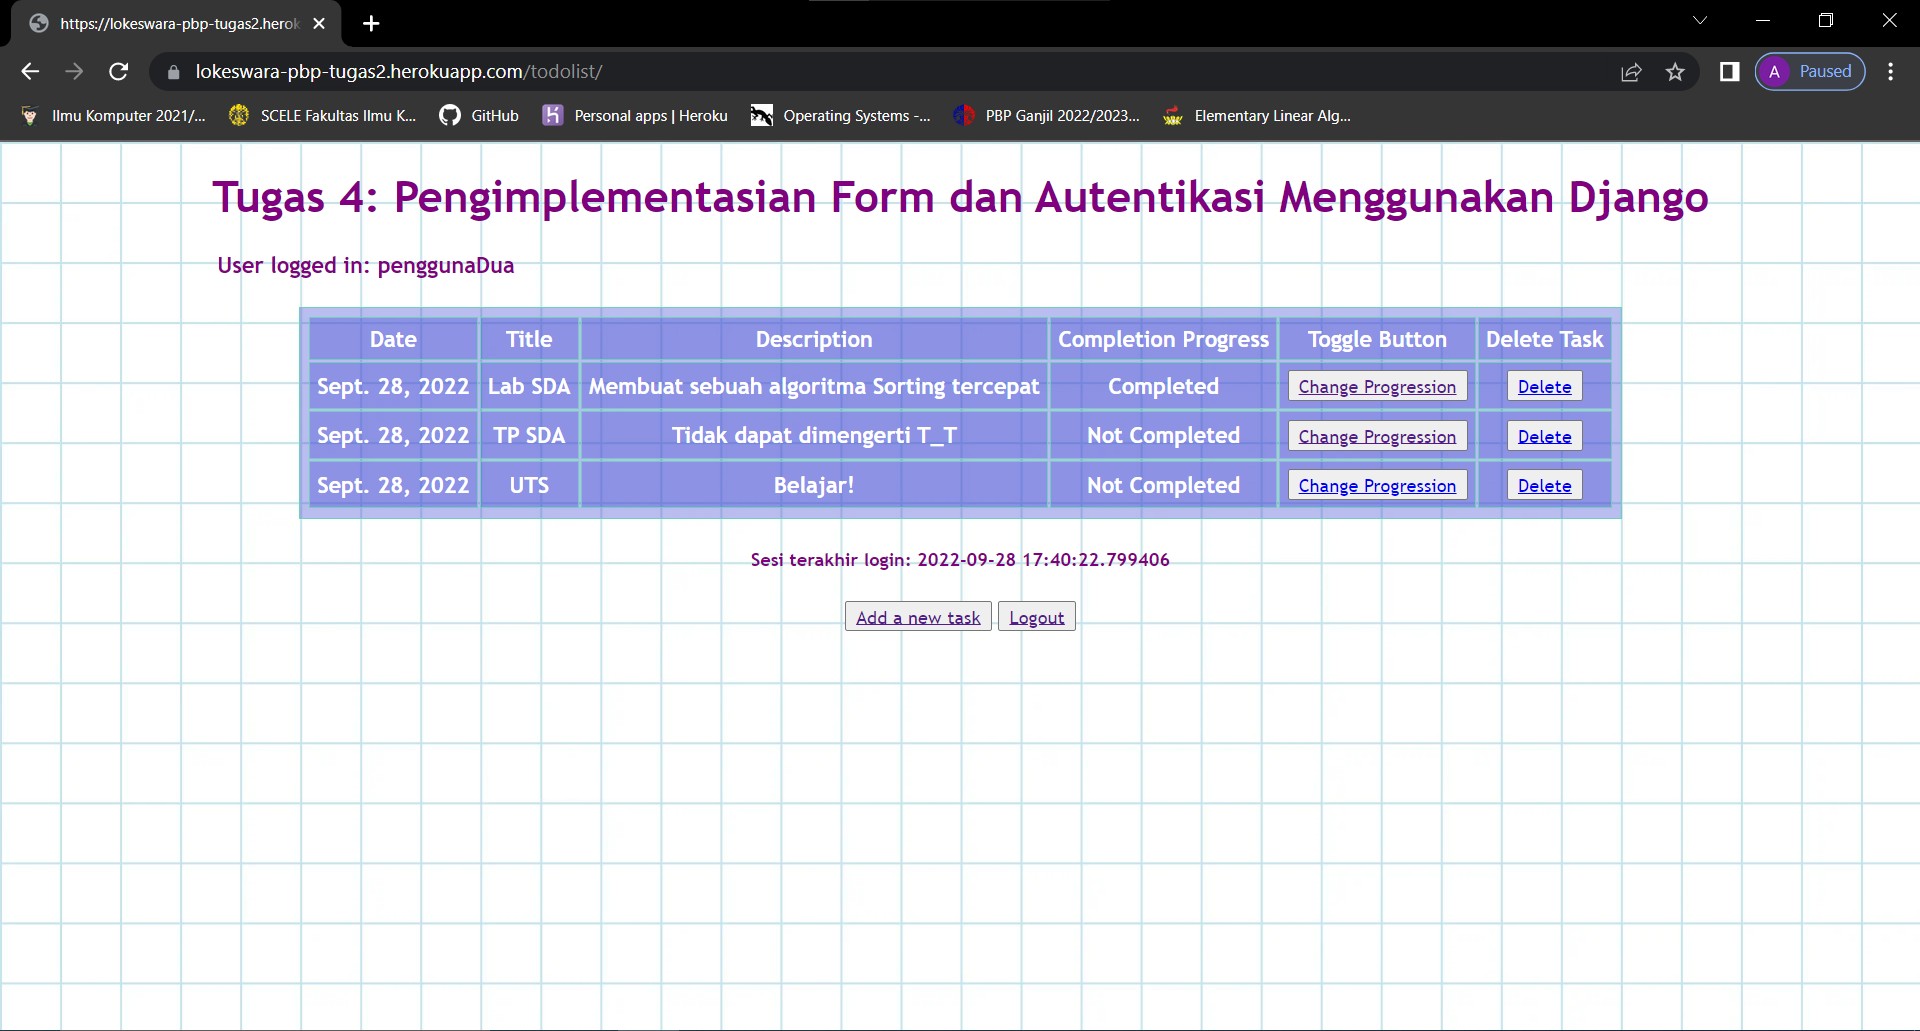 https://lokeswara-pbp-tugas2.herok
lokeswara-pbp-tugas2.herokuapp.com/todolist/
A Paused
Ilmu Komputer 2021/... SCELE Fakultas Ilmu K... GitHub Personal apps | Heroku Operating Systems -... PBP Ganjil 2022/2023... Elementary Linear Alg...
Tugas 4: Pengimplementasian Form dan Autentikasi Menggunakan Django
User logged in: penggunaDua
Date Title Description Completion Progress Toggle Button Delete Task
Sept. 28, 2022 Lab SDA Membuat sebuah algoritma Sorting tercepat Completed Change Progression Delete
Sept. 28, 2022 TP SDA Tidak dapat dimengerti T_T Not Completed Change Progression Delete
Sept. 28, 2022 UTS Belajar! Not Completed Change Progression Delete
Sesi terakhir login: 2022-09-28 17:40:22.799406
Add a new task Logout